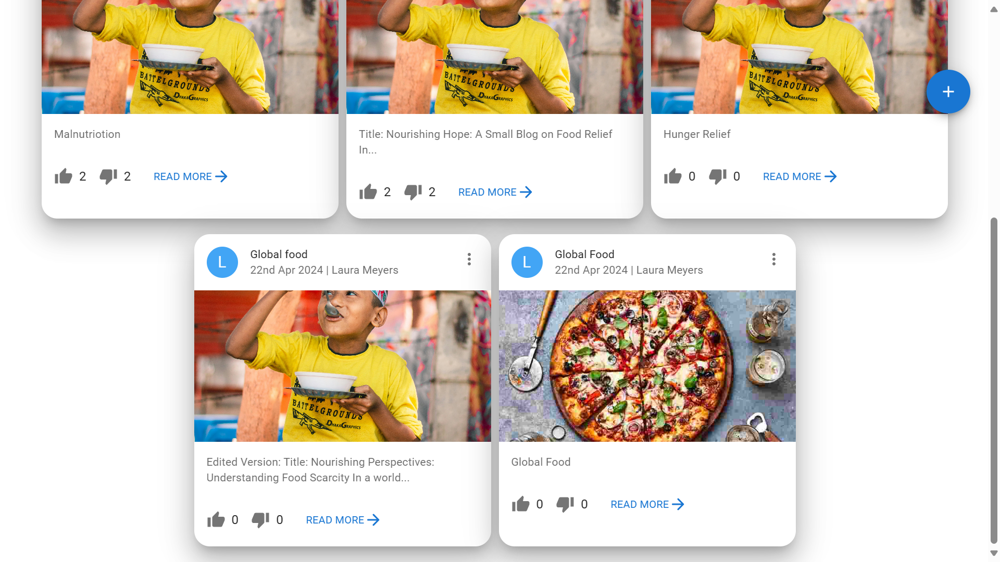 BATTELGROUNDS
DHAKAGRAPHICS
BATTELGROUNDS
DHAKAGRAPHICS
BATTELGROUNDS
DHAKAGRAPHICS
+
Malnutriotion
2 2 READ MORE
Title: Nourishing Hope: A Small Blog on Food Relief
In...
2 2 READ MORE
Hunger Relief
0 0 READ MORE
L
Global food
22nd Apr 2024 | Laura Meyers
BATTELGROUNDS
DHAKAGRAPHICS
Edited Version: Title: Nourishing Perspectives:
Understanding Food Scarcity In a world...
0 0 READ MORE
L
Global Food
22nd Apr 2024 | Laura Meyers
Global Food
0 0 READ MORE